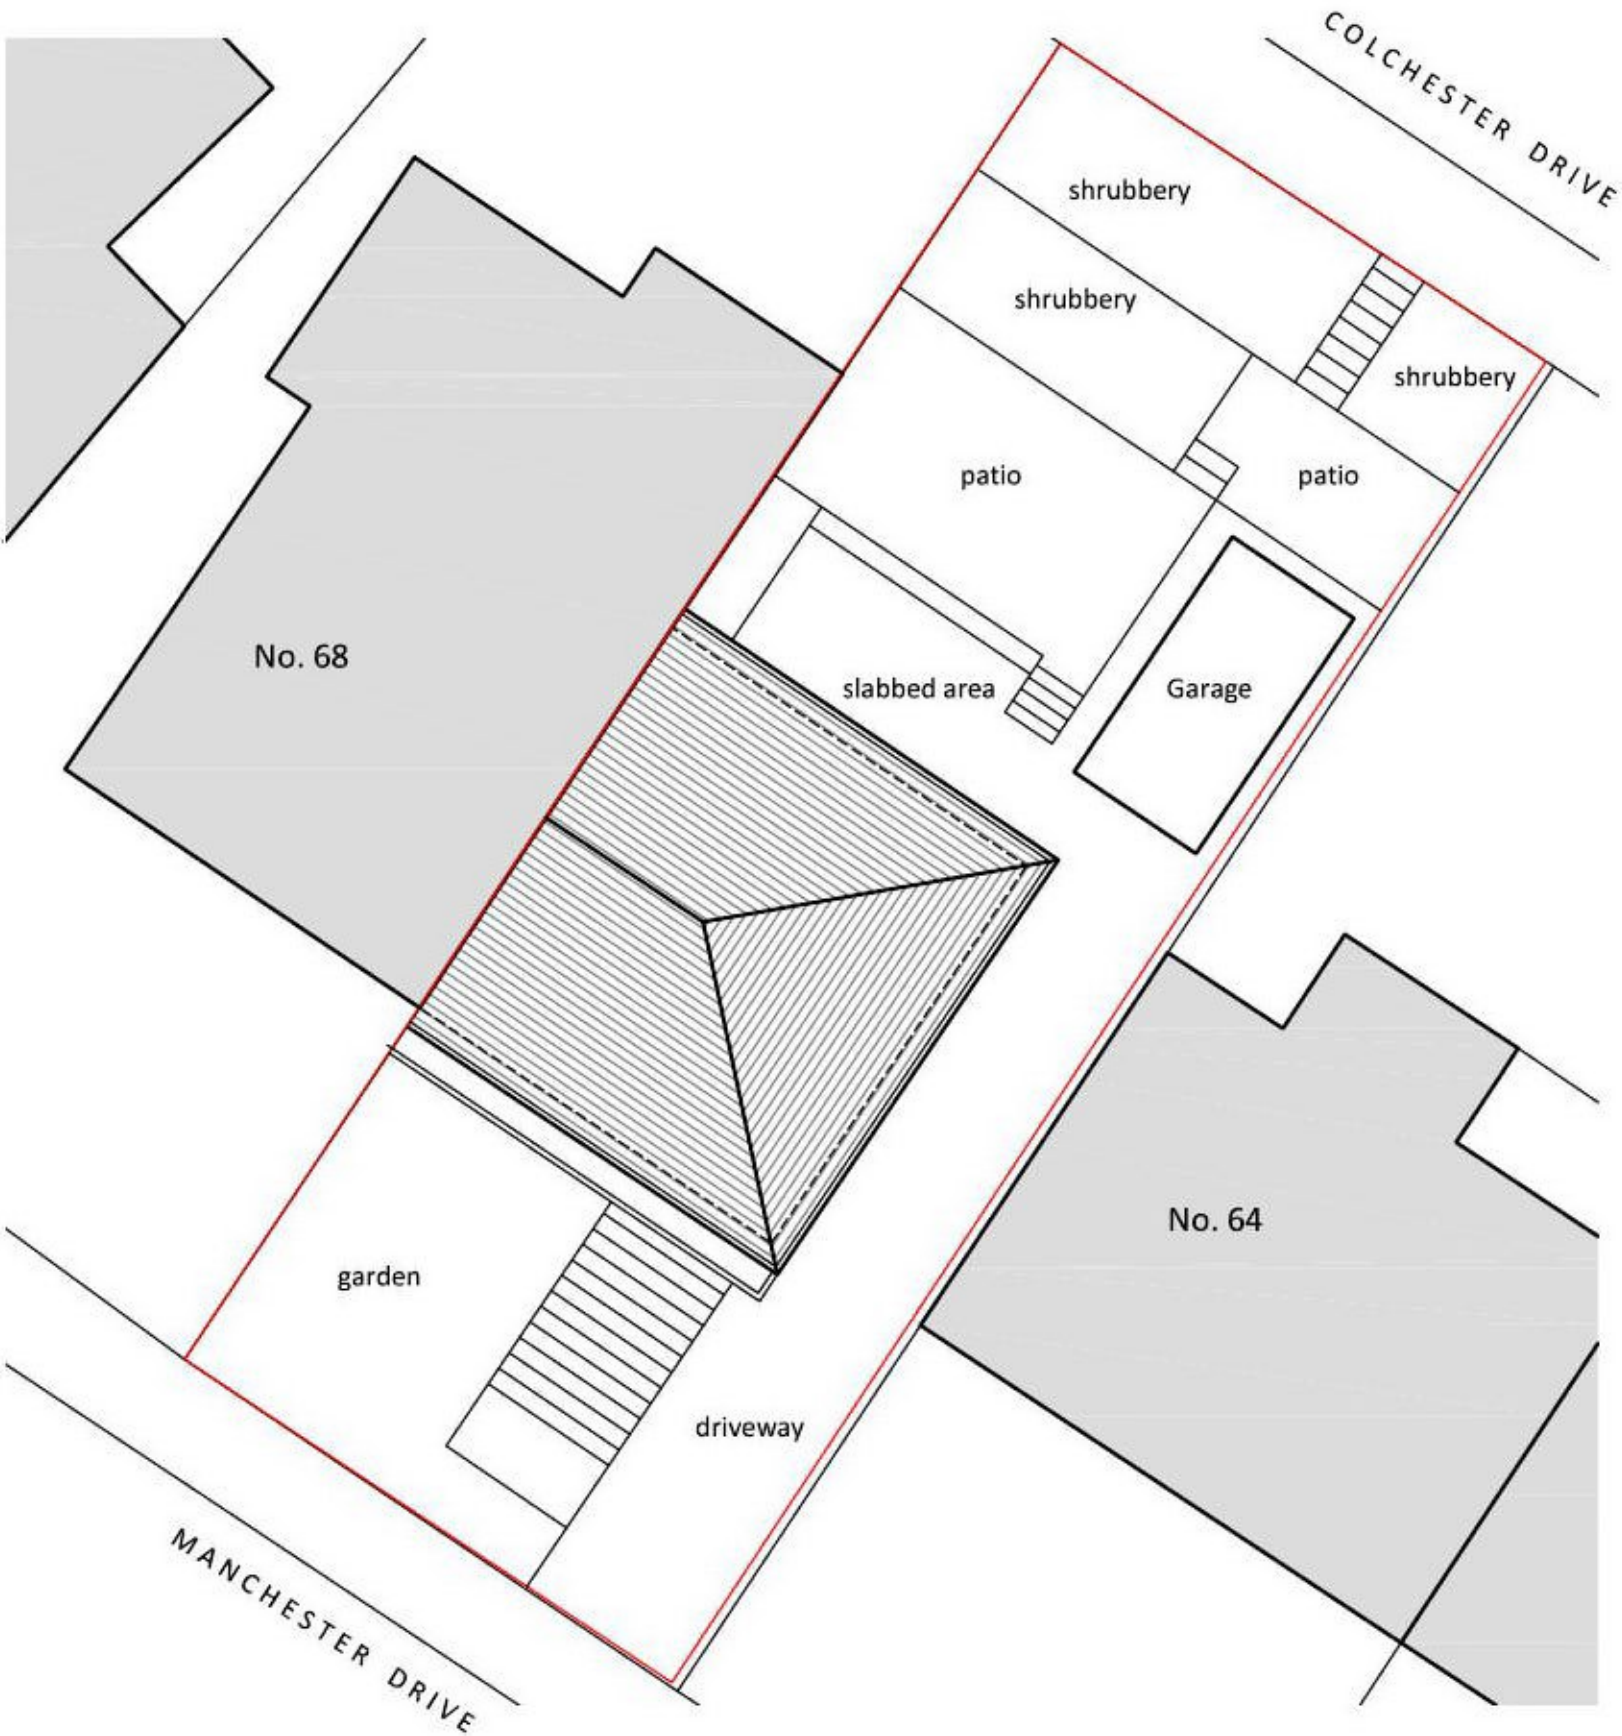 COLCHESTER DRIVE
shrubbery
shrubbery
shrubbery
patio
patio
No. 68
slabbed area
Garage
No. 64
garden
driveway
MANCHESTER DRIVE